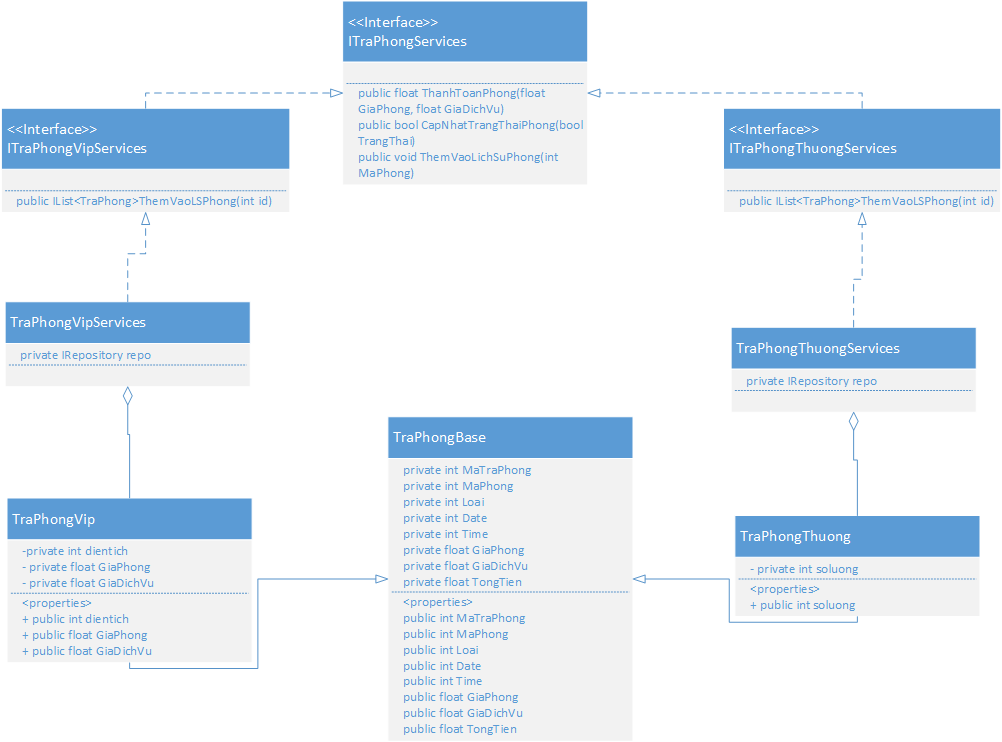 <<Interface>>
ITraPhongServices
public float ThanhToanPhong(float
GiaPhong, float GiaDichVu)
public bool CapNhatTrangThaiPhong(bool
TrangThai)
public void ThemVaoLichSuPhong(int
MaPhong)
<<Interface>>
ITraPhongVipServices
public IList<TraPhong>ThemVaoLSPhong(int id)
<<Interface>>
ITraPhongThuongServices
public IList<TraPhong>ThemVaoLSPhong(int id)
TraPhongVipServices
private IRepository repo
TraPhongThuongServices
private IRepository repo
TraPhongBase
private int MaTraPhong
private int MaPhong
private int Loai
private int Date
private int Time
private float GiaPhong
private float GiaDichVu
private float TongTien
<properties>
public int MaTraPhong
public int MaPhong
public int Loai
public int Date
public int Time
public float GiaPhong
public float GiaDichVu
public float TongTien
TraPhongVip
-private int dientich
- private float GiaPhong
- private float GiaDichVu
<properties>
+ public int dientich
+ public float GiaPhong
+ public float GiaDichVu
TraPhongThuong
- private int soluong
<properties>
+ public int soluong